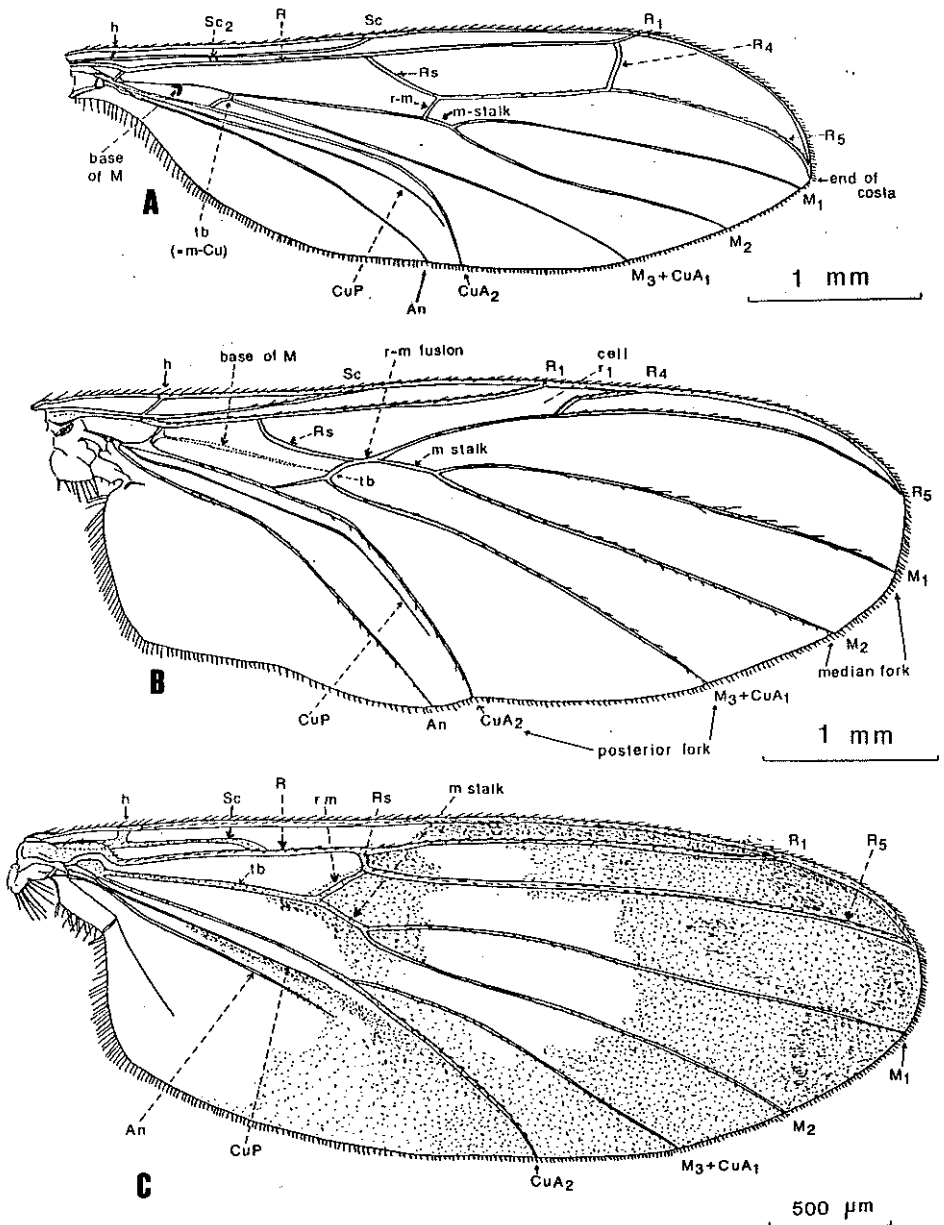 h
Sc2
R
Sc
R1
R4
Rs
r-m
m-stalk
R5
base
of M
end of
costa
A
M1
tb
(=m-Cu)
M2
CuP
An
CuA2
M3+CuA1
1 mm
h
base of M
Sc
r-m fusion
R1
cell
r1
R4
Rs
m stalk
tb
R5
M1
M2
median fork
B
CuP
An
CuA2
M3+CuA1
posterior fork
1 mm
h
Sc
R
r m
Rs
m stalk
R1
R5
tb
M1
An
CuP
M2
C
CuA2
M3+CuA1
500 µm